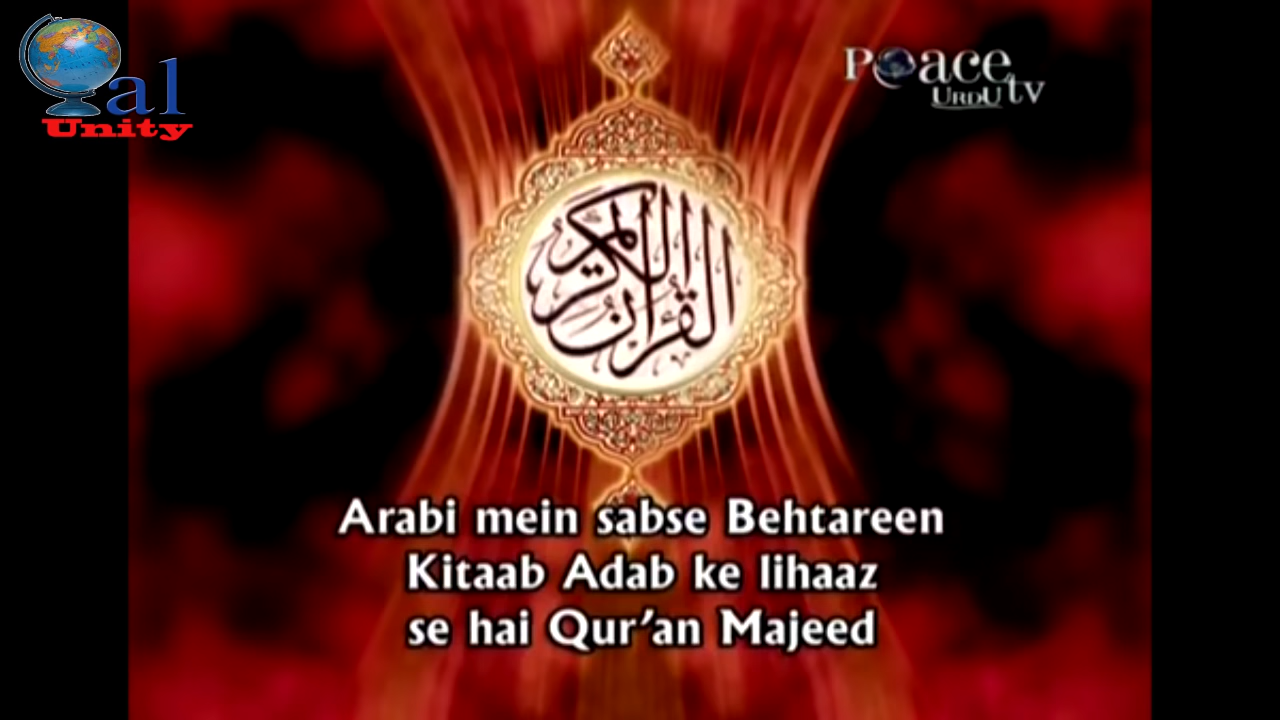 al
Unity
Peace
URDU tv
القرآن الكريم
Arabi mein sabse Behtareen
Kitaab Adab ke lihaaz
se hai Qur'an Majeed